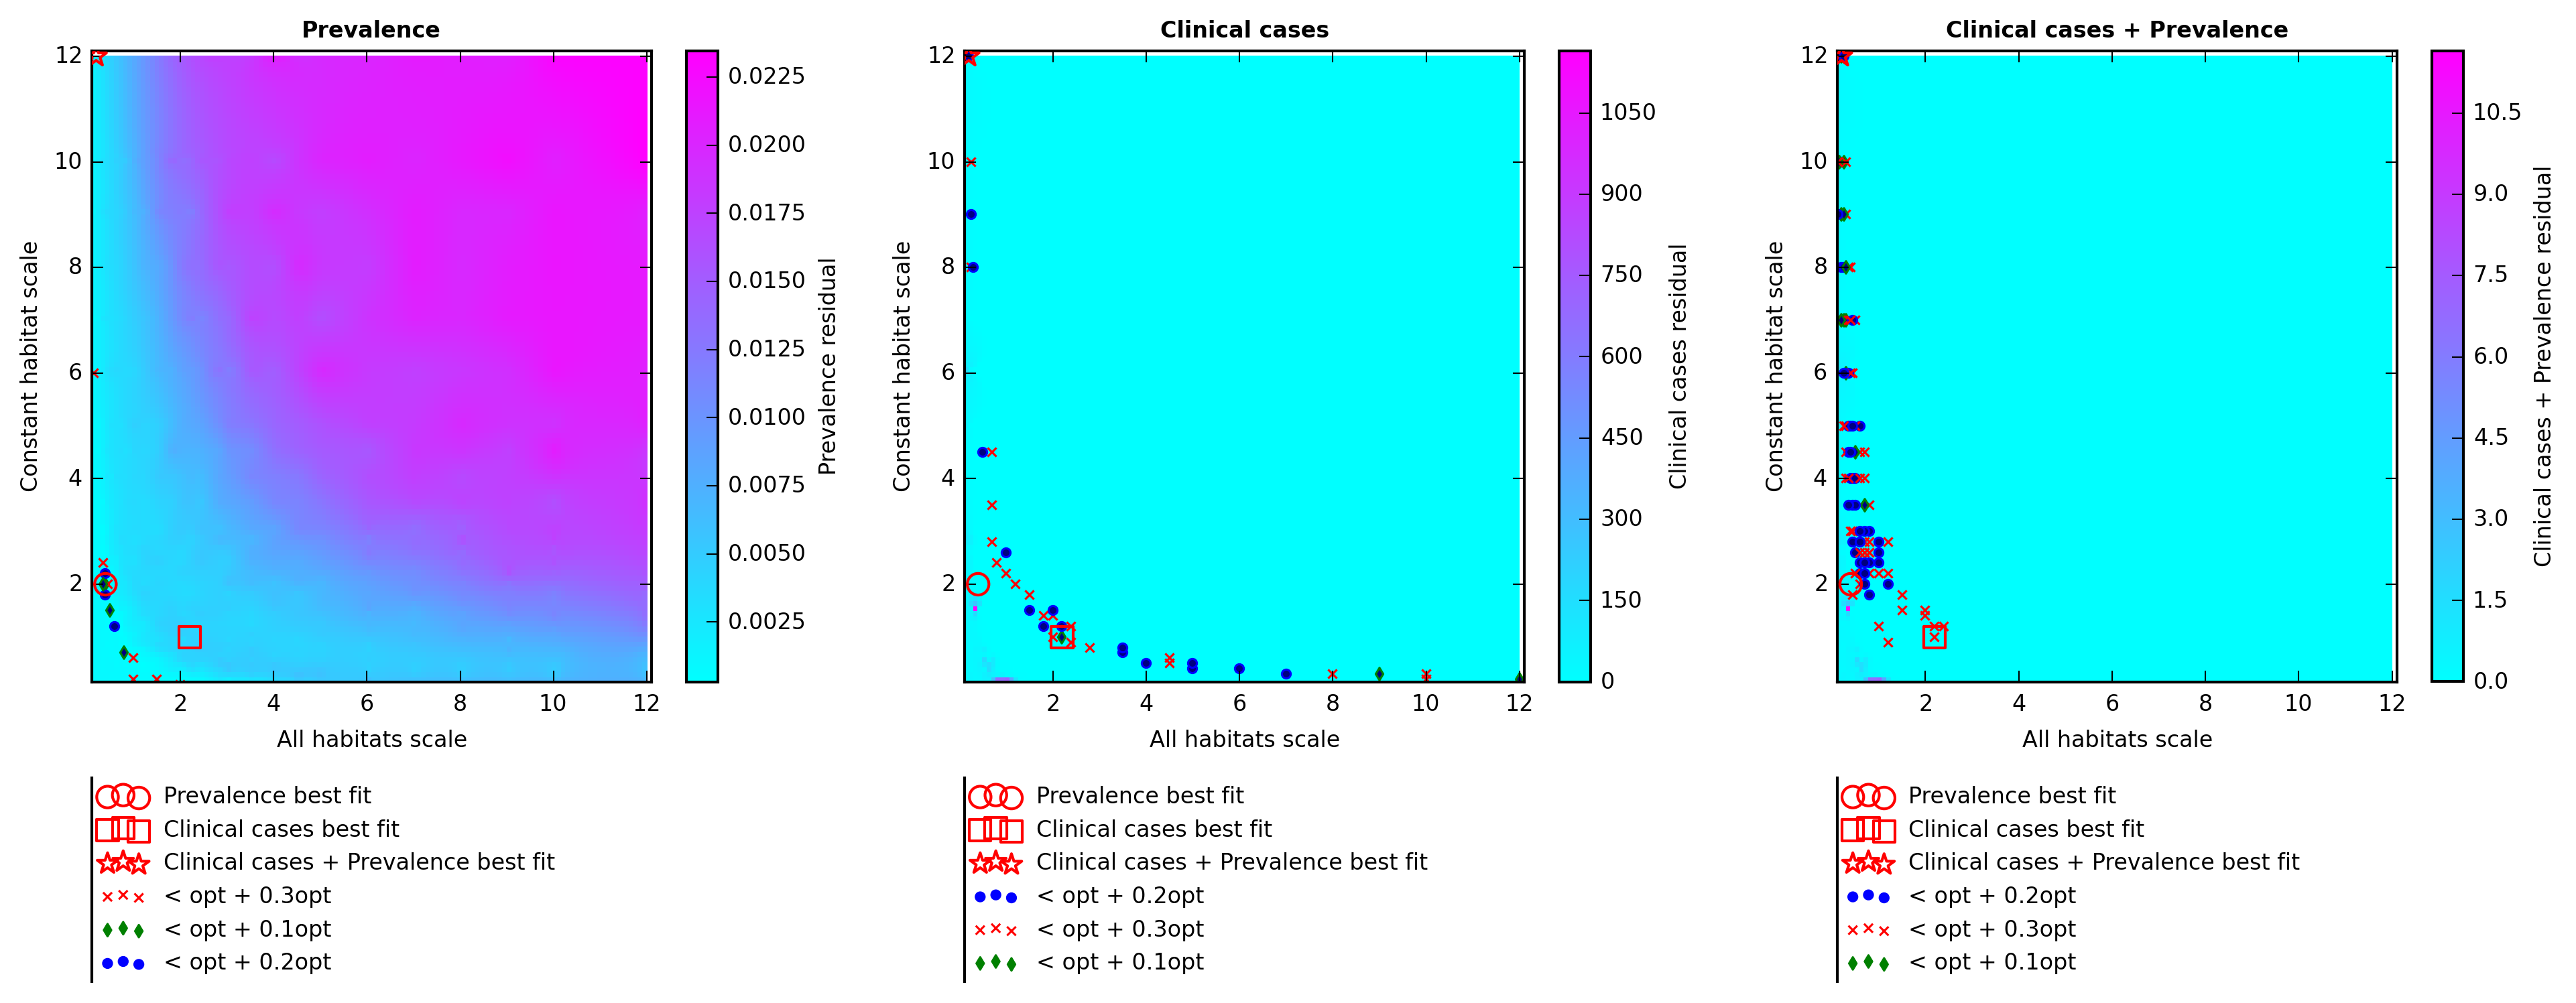 Prevalence
12
10
8
6
4
2
Constant habitat scale
2 4 6 8 10 12
All habitats scale
0.0225
0.0200
0.0175
0.0150
0.0125
0.0100
0.0075
0.0050
0.0025
Prevalence residual
Prevalence best fit
Clinical cases best fit
Clinical cases + Prevalence best fit
< opt + 0.3opt
< opt + 0.1opt
< opt + 0.2opt
Clinical cases
12
10
8
6
4
2
Constant habitat scale
2 4 6 8 10 12
All habitats scale
1050
900
750
600
450
300
150
0
Clinical cases residual
Prevalence best fit
Clinical cases best fit
Clinical cases + Prevalence best fit
< opt + 0.2opt
< opt + 0.3opt
< opt + 0.1opt
Clinical cases + Prevalence
12
10
8
6
4
2
Constant habitat scale
2 4 6 8 10 12
All habitats scale
10.5
9.0
7.5
6.0
4.5
3.0
1.5
0.0
Clinical cases + Prevalence residual
Prevalence best fit
Clinical cases best fit
Clinical cases + Prevalence best fit
< opt + 0.2opt
< opt + 0.3opt
< opt + 0.1opt